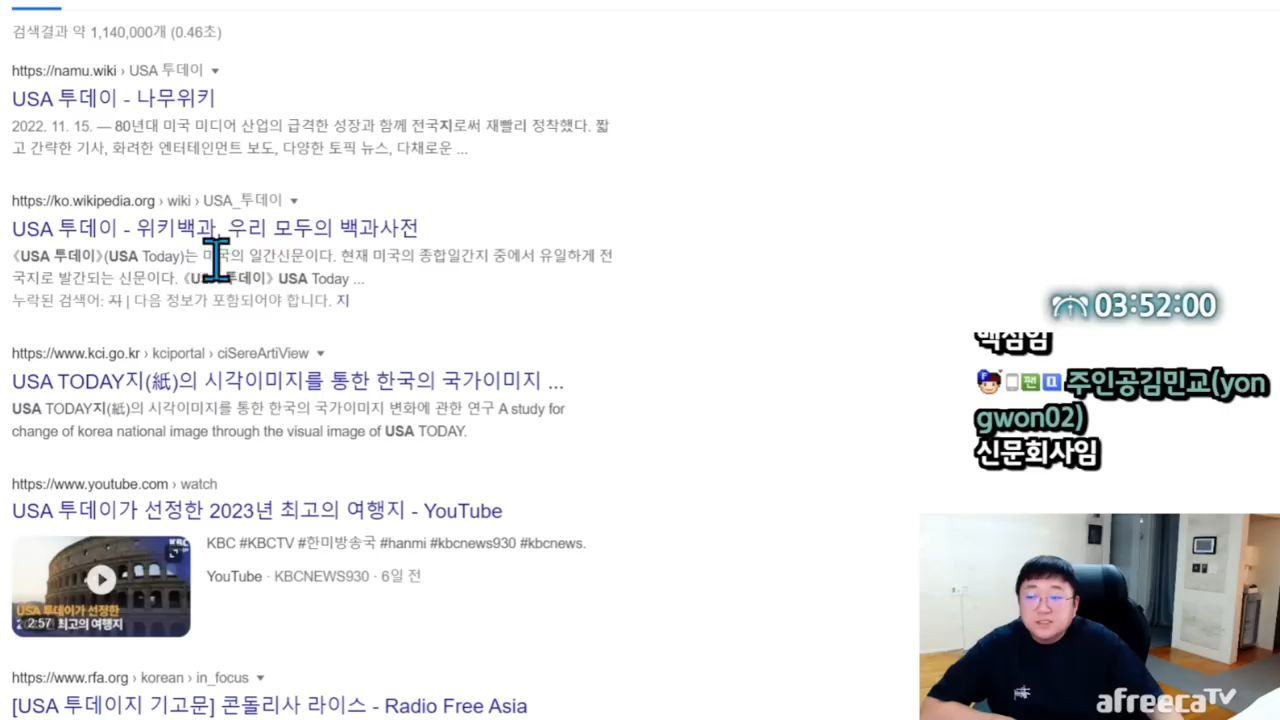 검색결과 약 1,140,000개 (0.46초)
https://namu.wiki › USA 투데이
USA 투데이 - 나무위키
2022. 11. 15. — 80년대 미국 미디어 산업의 급격한 성장과 함께 전국지로써 재빨리 정착했다. 짧
고 간략한 기사, 화려한 엔터테인먼트 보도, 다양한 토픽 뉴스, 다채로운 ...
https://ko.wikipedia.org › wiki › USA_투데이
USA 투데이 - 위키백과, 우리 모두의 백과사전
《USA 투데이》(USA Today)는 미국의 일간신문이다. 현재 미국의 종합일간지 중에서 유일하게 전
국지로 발간되는 신문이다. 《USA 투데이》 USA Today ...
누락된 검색어: 지 | 다음 정보가 포함되어야 합니다. 지
https://www.kci.go.kr › kciportal › ciSereArtiView
USA TODAY지(紙)의 시각이미지를 통한 한국의 국가이미지 ...
USA TODAY지(紙)의 시각이미지를 통한 한국의 국가이미지 변화에 관한 연구 A study for
change of korea national image through the visual image of USA TODAY.
https://www.youtube.com › watch
USA 투데이가 선정한 2023년 최고의 여행지 - YouTube
KBC #KBCTV #한미방송국 #hanmi #kbcnews930 #kbcnews.
YouTube · KBCNEWS930 · 6일 전
USA 투데이가 선정한
2:57 최고의 여행지
https://www.rfa.org › korean › in_focus
[USA 투데이지 기고문] 콘돌리사 라이스 - Radio Free Asia
03:52:00
주인공김민교(yon
gwon02)
신문회사임
afreecaTV